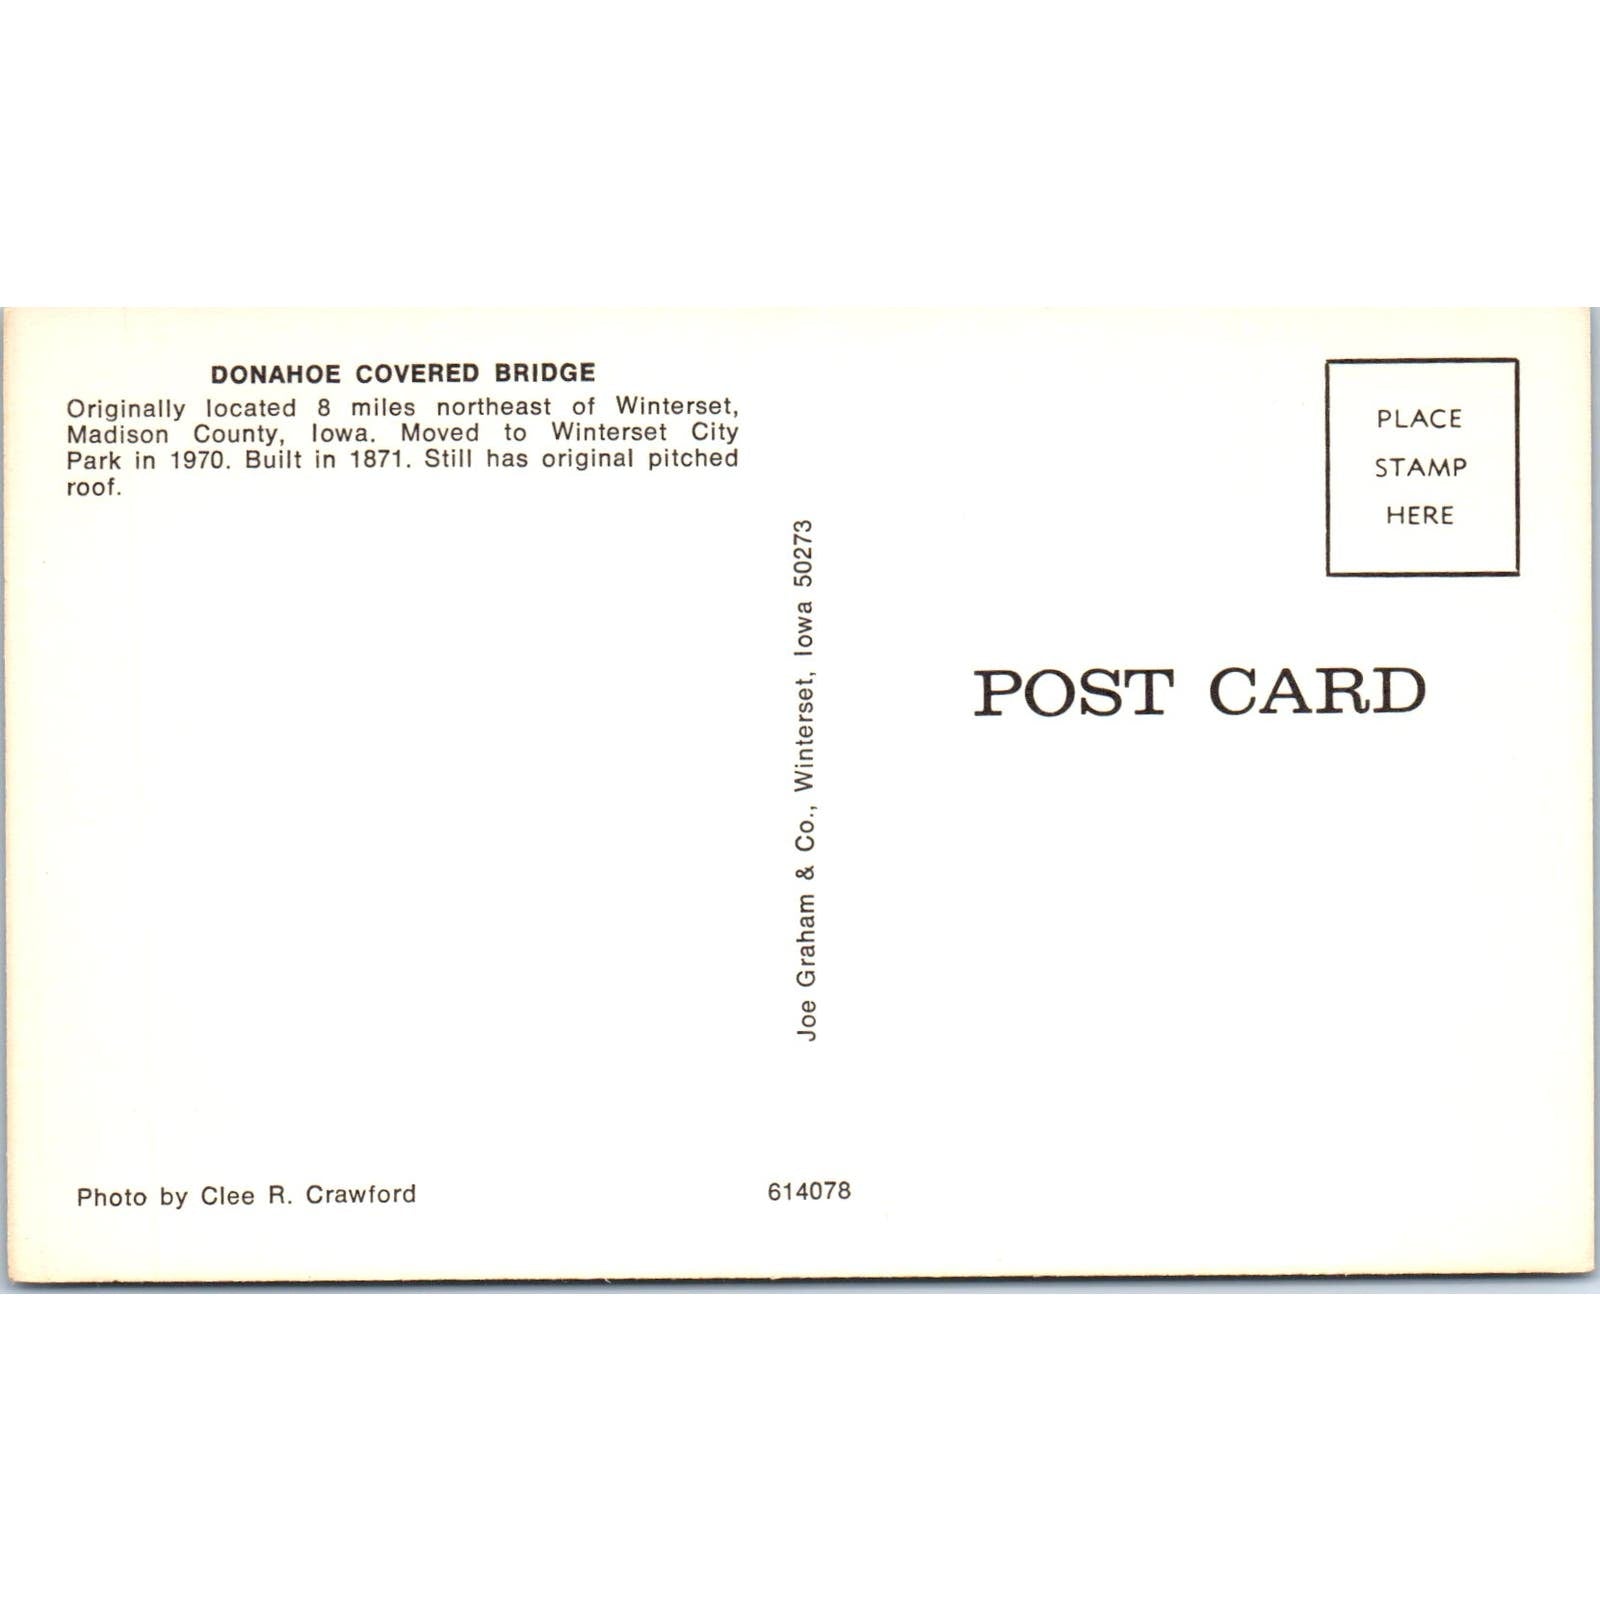 DONAHOE COVERED BRIDGE
Originally located 8 miles northeast of Winterset,
Madison County, Iowa. Moved to Winterset City
Park in 1970. Built in 1871. Still has original pitched
roof.
Joe Graham & Co., Winterset, Iowa 50273
PLACE
STAMP
HERE
POST CARD
Photo by Clee R. Crawford
614078